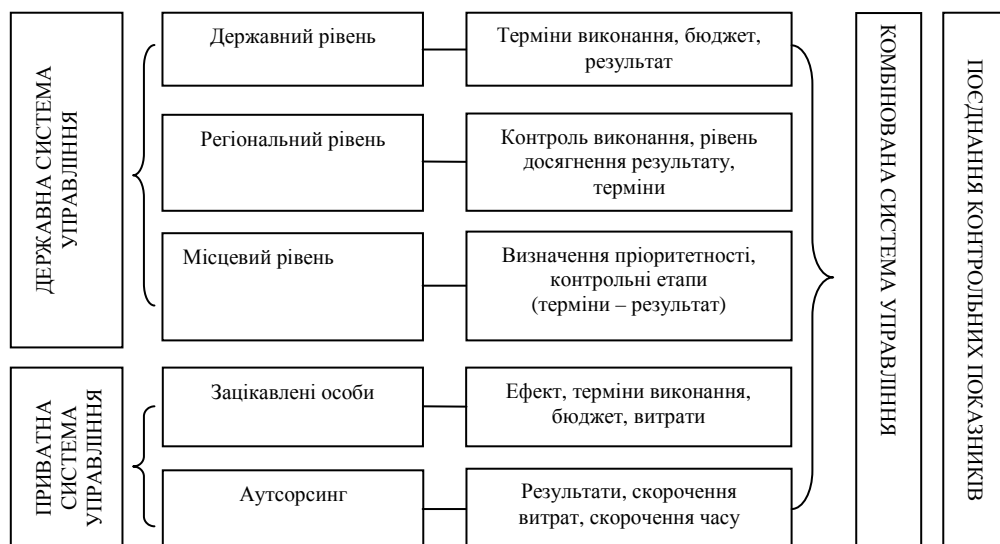 ДЕРЖАВНА СИСТЕМА
УПРАВЛІННЯ
Державний рівень
Терміни виконання, бюджет,
результат
Регіональний рівень
Контроль виконання, рівень
досягнення результату,
терміни
Місцевий рівень
Визначення пріоритетності,
контрольні етапи
(терміни – результат)
ПРИВАТНА
СИСТЕМА
УПРАВЛІННЯ
Зацікавлені особи
Ефект, терміни виконання,
бюджет, витрати
Аутсорсинг
Результати, скорочення
витрат, скорочення часу
КОМБІНОВАНА СИСТЕМА УПРАВЛІННЯ
ПОЄДНАННЯ КОНТРОЛЬНИХ ПОКАЗНИКІВ